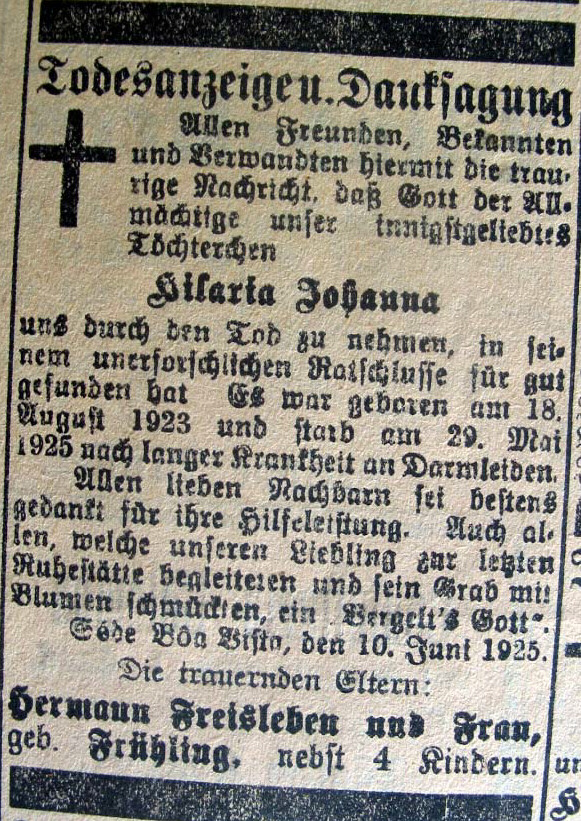 Todesanzeige u. Danksagung
Allen Freunden, Bekannten
und Verwandten hiermit die trau-
rige Nachricht, daß Gott der All-
mächtige unser innigstgeliebtes
Töchterchen
Hilaria Johanna
uns durch den Tod zu nehmen, in sei-
nem unerforschlichen Ratschlusse für gut
gefunden hat Es war geboren am 18.
August 1923 und starb am 29. Mai
1925 nach langer Krankheit an Darmleiden.
Allen lieben Nachbarn sei bestens
gedankt für ihre Hilfeleistung. Auch al-
len, welche unseren Liebling zur letzten
Ruhestätte begleiteten und sein Grab mit
Blumen schmückten, ein „Vergelt's Gott“.
Séde Bôa Vista, den 10. Juni 1925.
Die trauernden Eltern:
Hermann Freisleben und Frau,
geb. Frühling, nebst 4 Kindern.